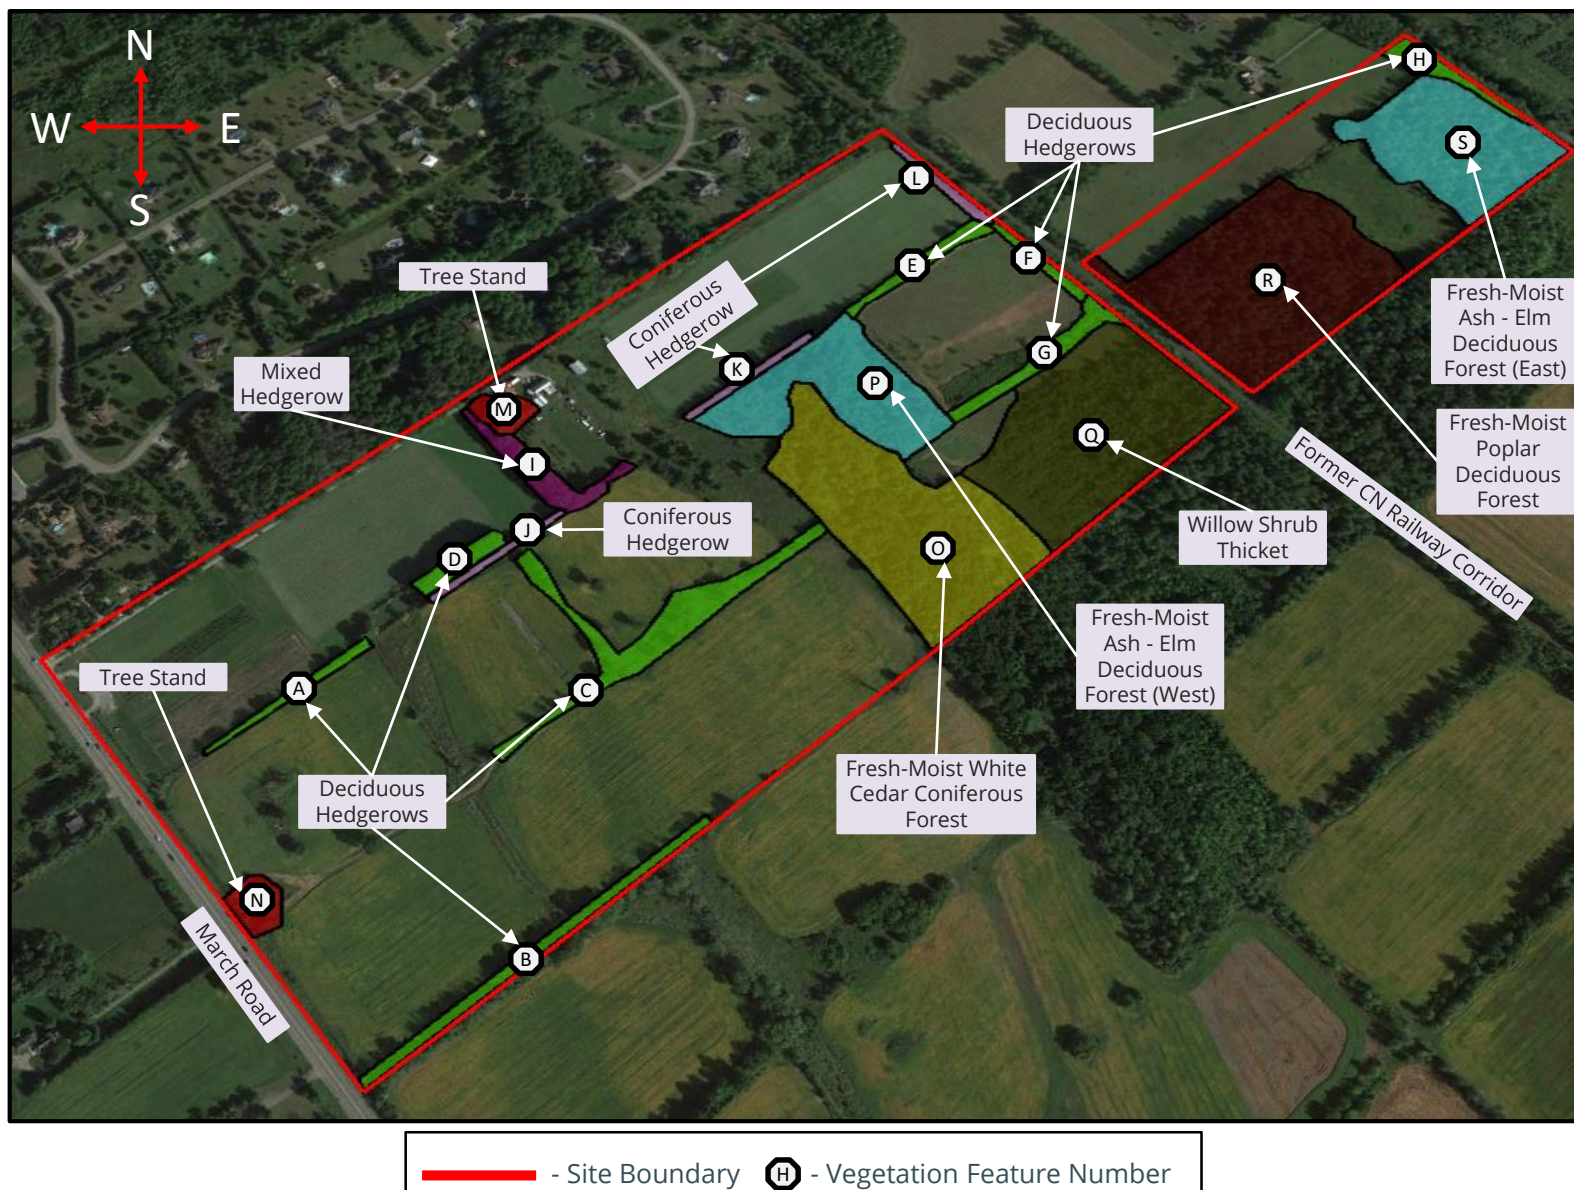 N
W
E
S
H
Deciduous
Hedgerows
S
L
F
E
Tree Stand
Coniferous
Hedgerow
R
Fresh-Moist
Ash - Elm
Deciduous
Forest (East)
G
K
Mixed
Hedgerow
P
M
Q
Fresh-Moist
Poplar
Deciduous
Forest
I
Former CN Railway Corridor
Coniferous
Hedgerow
J
Willow Shrub
Thicket
D
O
Fresh-Moist
Ash - Elm
Deciduous
Forest (West)
Tree Stand
A
C
Fresh-Moist White
Cedar Coniferous
Forest
Deciduous
Hedgerows
N
March Road
B
- Site Boundary
H
- Vegetation Feature Number